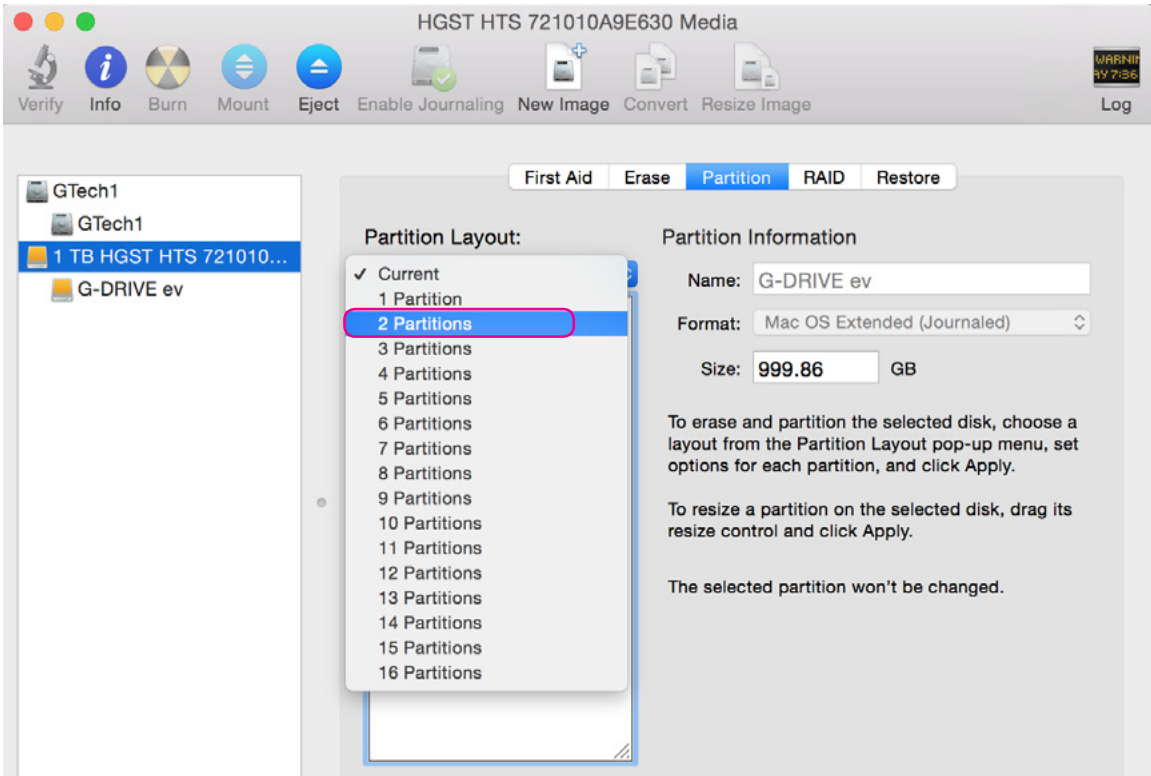 HGST HTS 721010A9E630 Media
Verify Info Burn Mount Eject Enable Journaling New Image Convert Resize Image Log
WARNIN
AY 7:36
First Aid Erase Partition RAID Restore
GTech1
GTech1
1 TB HGST HTS 721010...
G-DRIVE ev
Partition Layout:
✓ Current
1 Partition
2 Partitions
3 Partitions
4 Partitions
5 Partitions
6 Partitions
7 Partitions
8 Partitions
9 Partitions
10 Partitions
11 Partitions
12 Partitions
13 Partitions
14 Partitions
15 Partitions
16 Partitions
Partition Information
Name: G-DRIVE ev
Format: Mac OS Extended (Journaled)
Size: 999.86 GB
To erase and partition the selected disk, choose a
layout from the Partition Layout pop-up menu, set
options for each partition, and click Apply.
To resize a partition on the selected disk, drag its
resize control and click Apply.
The selected partition won't be changed.